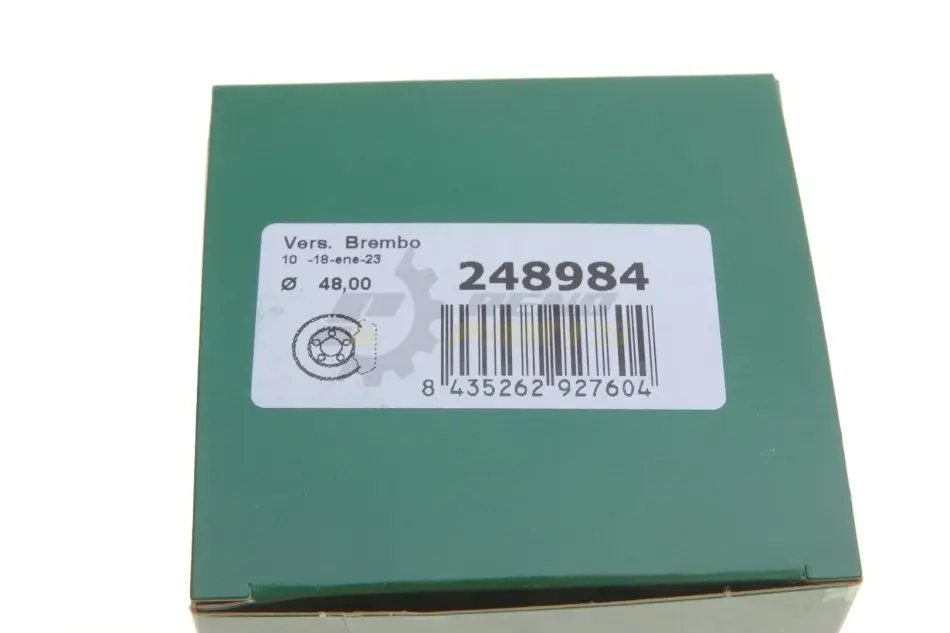 Vers. Brembo
10 -18-ene-23
Ø 48,00
248984
8 435262 927604